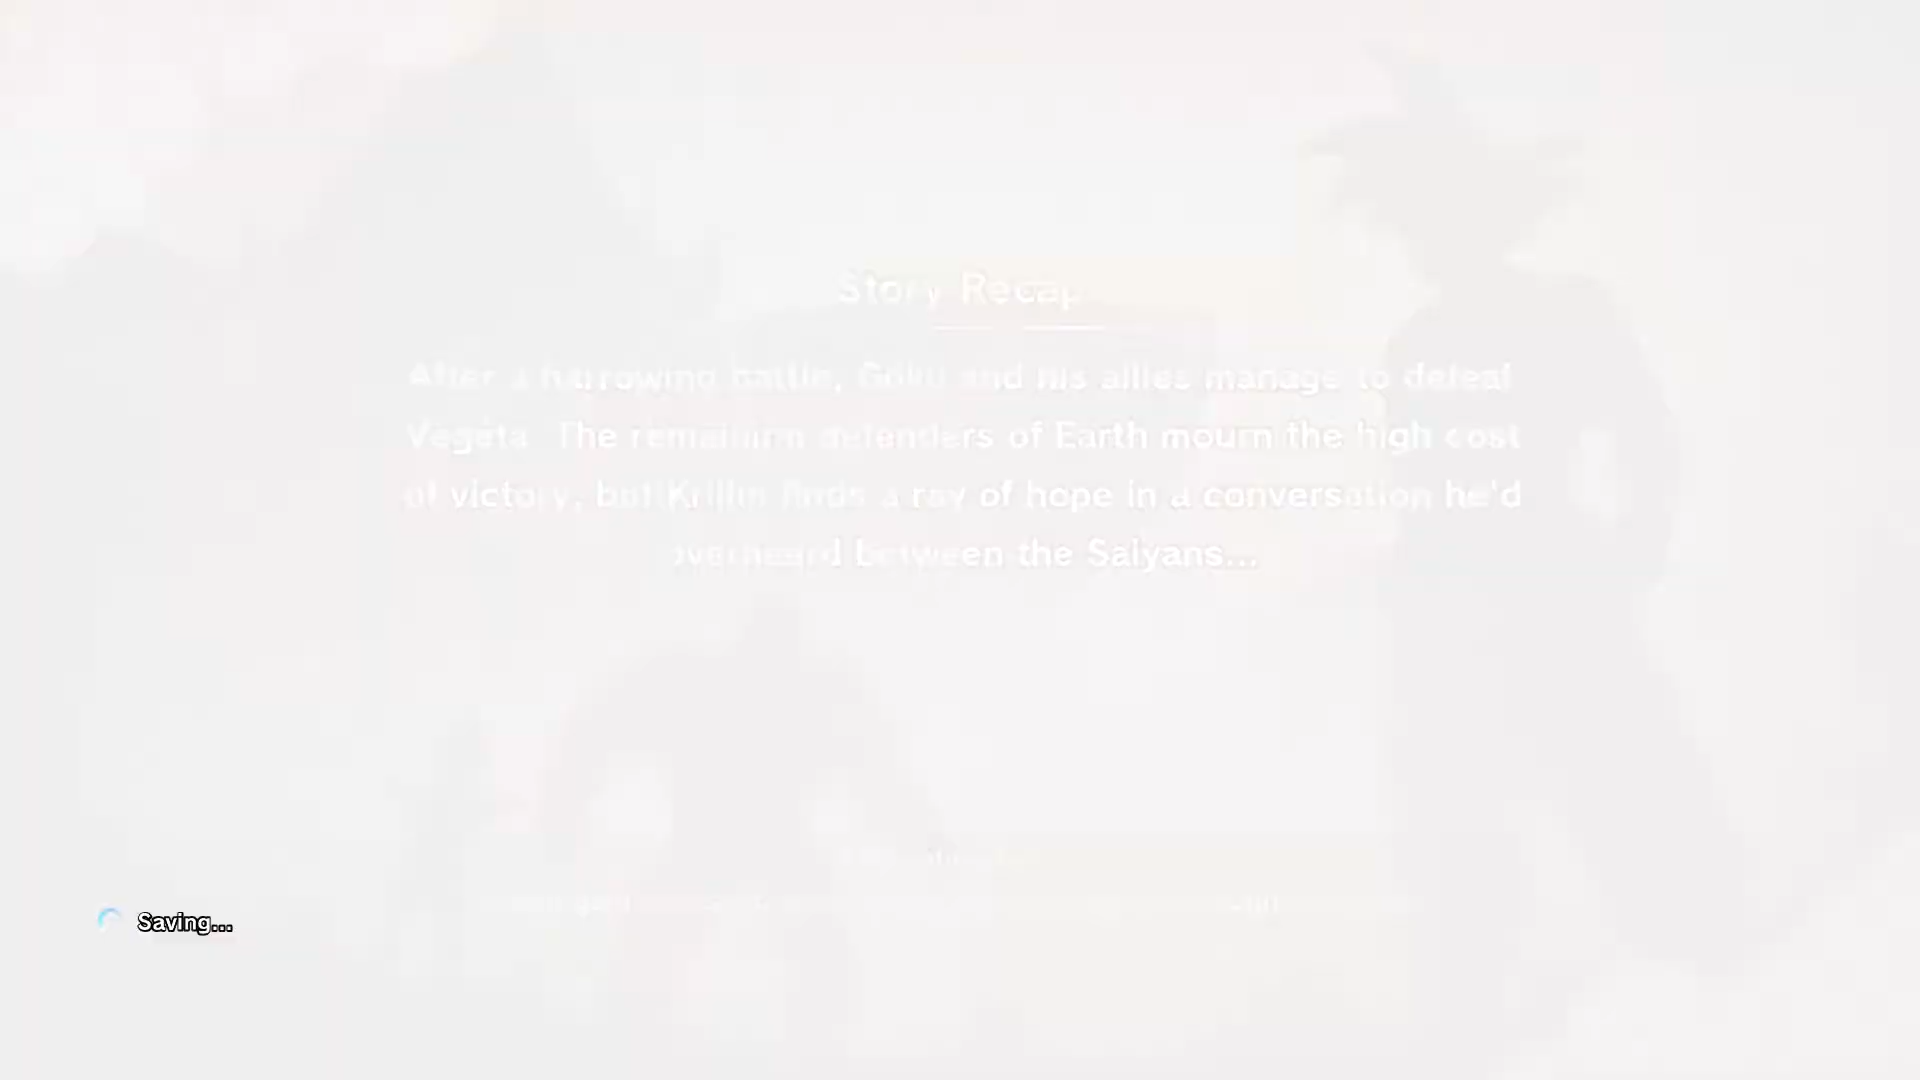 Story Recap
After a harrowing battle, Goku and his allies manage to defeat
Vegeta. The remaining defenders of Earth mourn the high cost
of victory, but Krillin finds a ray of hope in a conversation he'd
overheard between the Saiyans...
Saving...